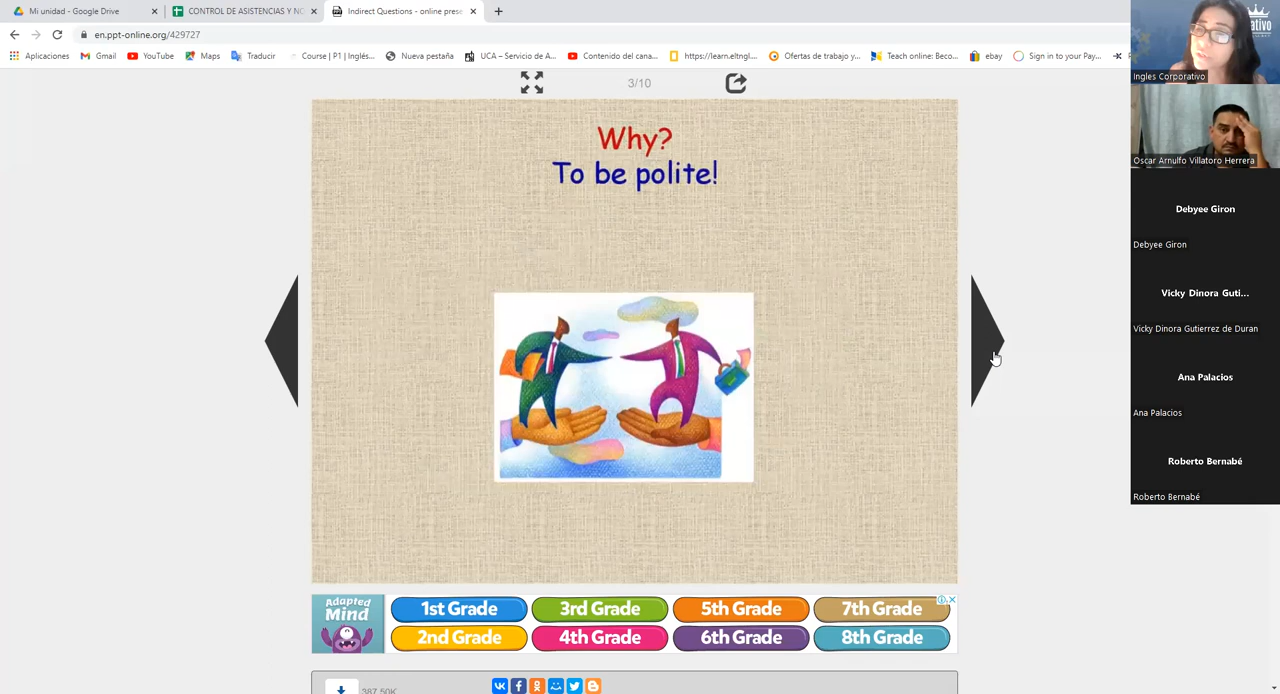 Mi unidad - Google Drive
CONTROL DE ASISTENCIAS Y NO
Indirect Questions - online prese
en.ppt-online.org/429727
Aplicaciones
Gmail
YouTube
Maps
Traducir
Course | P1 | Inglés...
Nueva pestaña
UCA – Servicio de A...
Contenido del cana...
https://learn.eltngl...
Ofertas de trabajo y...
Teach online: Beco...
ebay
Sign in to your Pay...
3/10
Why?
To be polite!
Adapted
Mind
1st Grade
3rd Grade
5th Grade
7th Grade
2nd Grade
4th Grade
6th Grade
8th Grade
387.50K
Ingles Corporativo
Oscar Arnulfo Villatoro Herrera
Debyee Giron
Debyee Giron
Vicky Dinora Guti...
Vicky Dinora Gutierrez de Duran
Ana Palacios
Ana Palacios
Roberto Bernabé
Roberto Bernabé